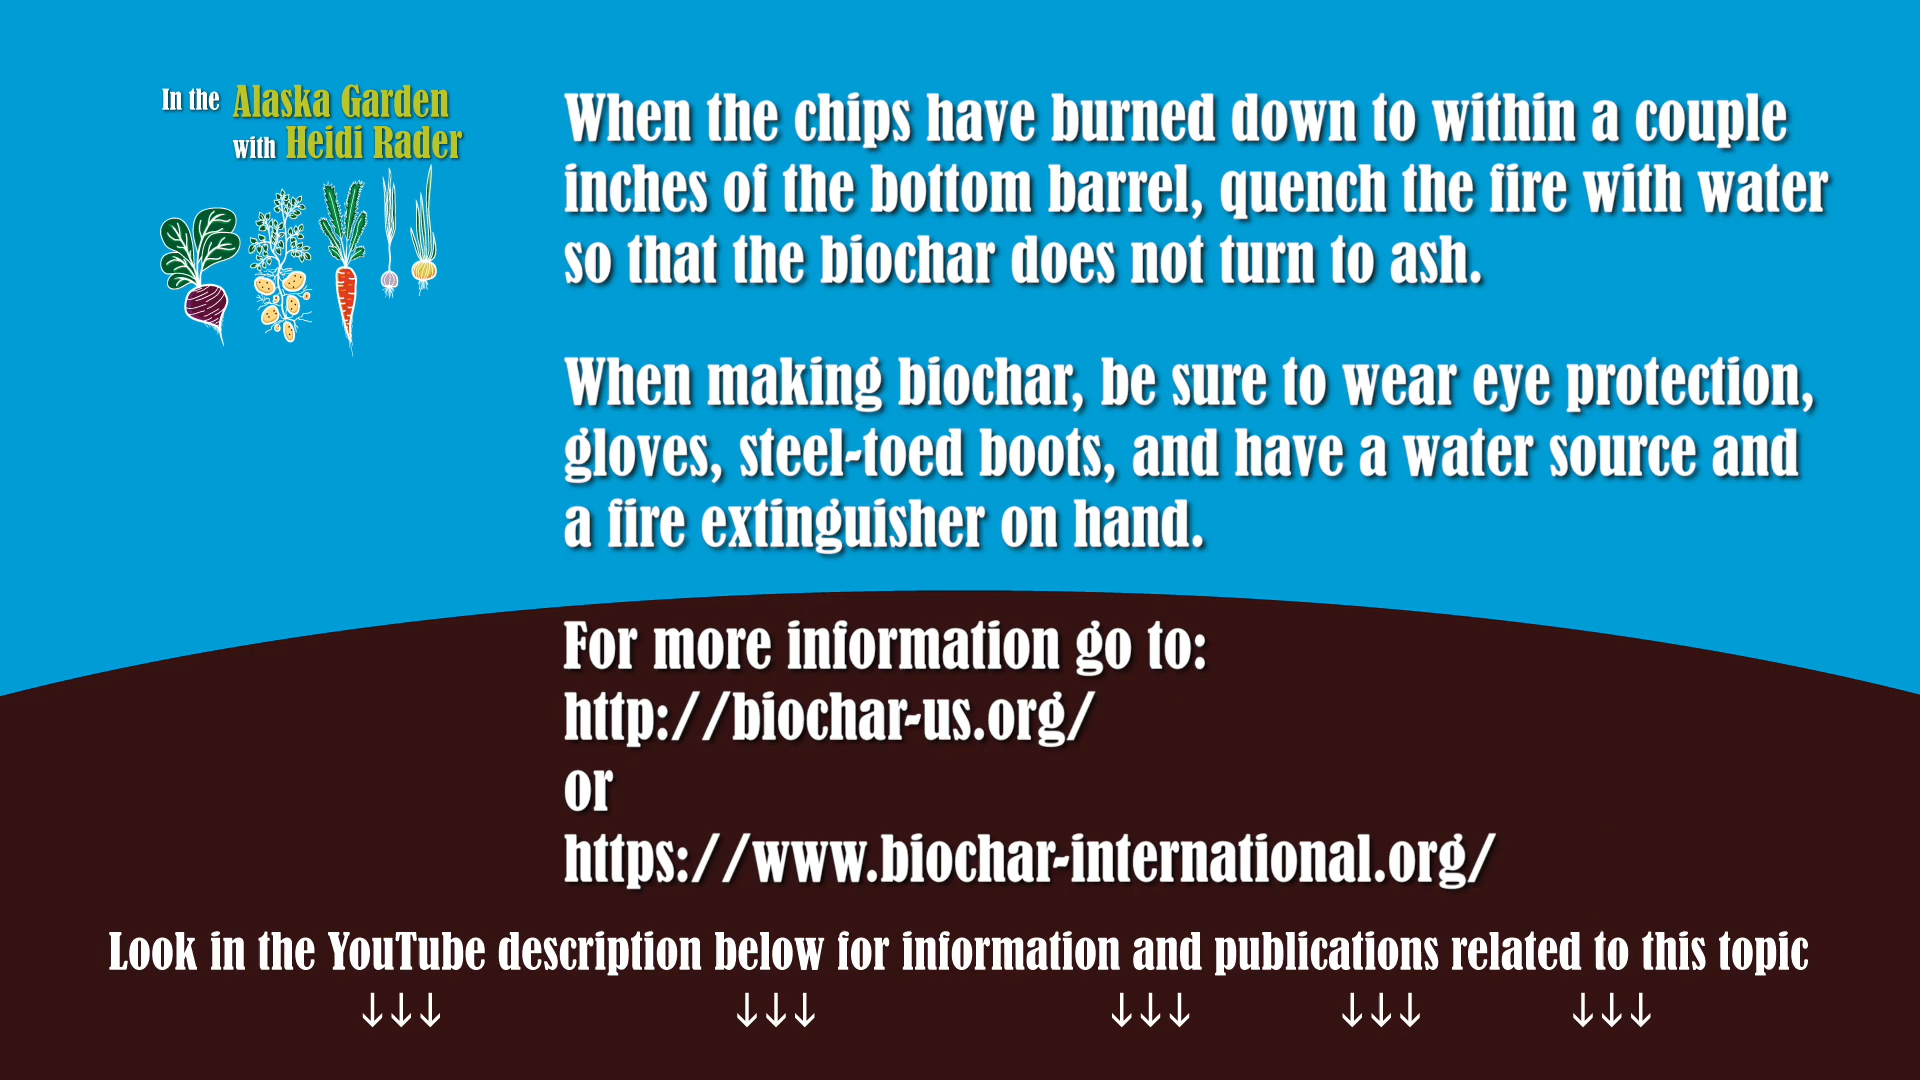 In the Alaska Garden
with Heidi Rader
When the chips have burned down to within a couple
inches of the bottom barrel, quench the fire with water
so that the biochar does not turn to ash.
When making biochar, be sure to wear eye protection,
gloves, steel-toed boots, and have a water source and
a fire extinguisher on hand.
For more information go to:
http://biochar-us.org/
or
https://www.biochar-international.org/
Look in the YouTube description below for information and publications related to this topic
↓↓↓ ↓↓↓ ↓↓↓ ↓↓↓ ↓↓↓